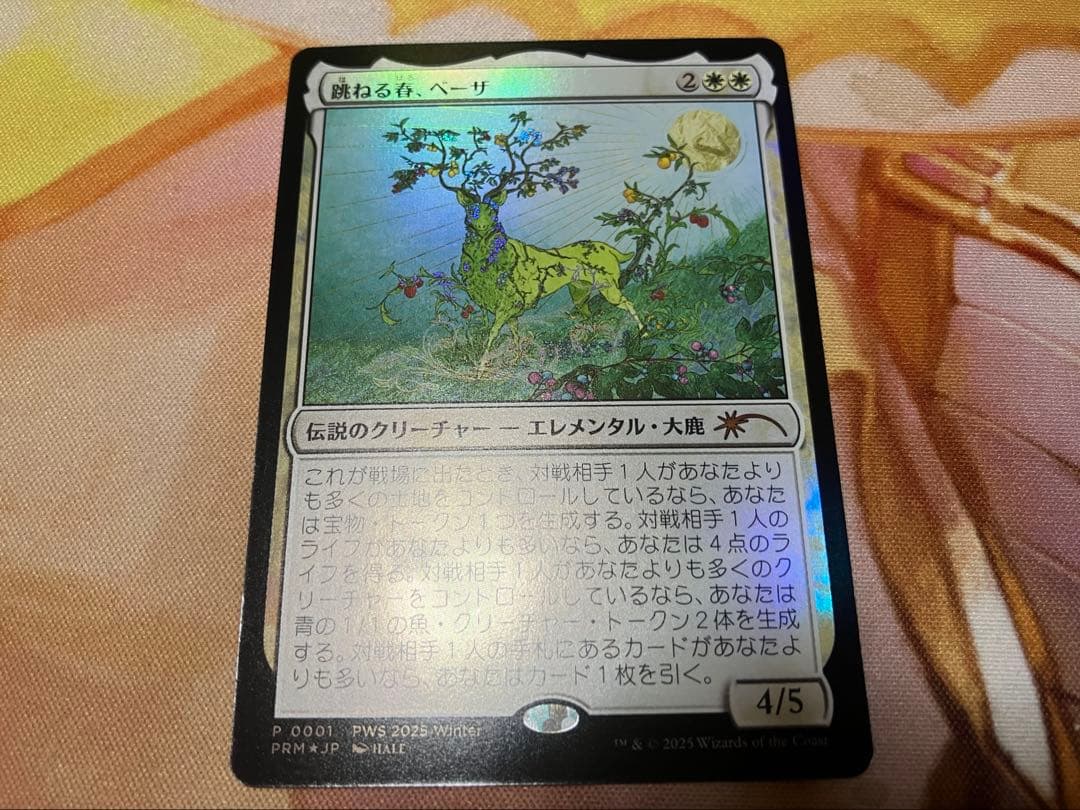 跳ねる春、ベーザ
は
はる
2
伝説のクリーチャー — エレメンタル・大鹿
これが戦場に出たとき、対戦相手1人があなたより
も多くの土地をコントロールしているなら、あなた
は宝物・トークン1つを生成する。対戦相手1人の
ライフがあなたよりも多いなら、あなたは4点のラ
イフを得る。対戦相手1人があなたよりも多くのク
リーチャーをコントロールしているなら、あなたは
青の1/1の魚・クリーチャー・トークン2体を生成
する。対戦相手1人の手札にあるカードがあなたよ
りも多いなら、あなたはカード1枚を引く。
4/5
P 0001 PWS 2025 Winter
PRM★JP HALE
™ & © 2025 Wizards of the Coast